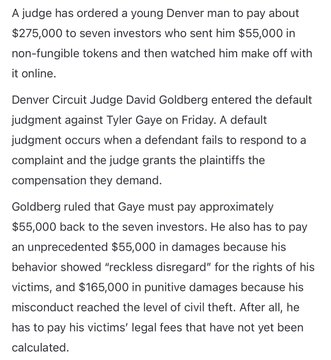 A judge has ordered a young Denver man to pay about
$275,000 to seven investors who sent him $55,000 in
non-fungible tokens and then watched him make off with
it online.
Denver Circuit Judge David Goldberg entered the default
judgment against Tyler Gaye on Friday. A default
judgment occurs when a defendant fails to respond to a
complaint and the judge grants the plaintiffs the
compensation they demand.
Goldberg ruled that Gaye must pay approximately
$55,000 back to the seven investors. He also has to pay
an unprecedented $55,000 in damages because his
behavior showed “reckless disregard” for the rights of his
victims, and $165,000 in punitive damages because his
misconduct reached the level of civil theft. After all, he
has to pay his victims’ legal fees that have not yet been
calculated.